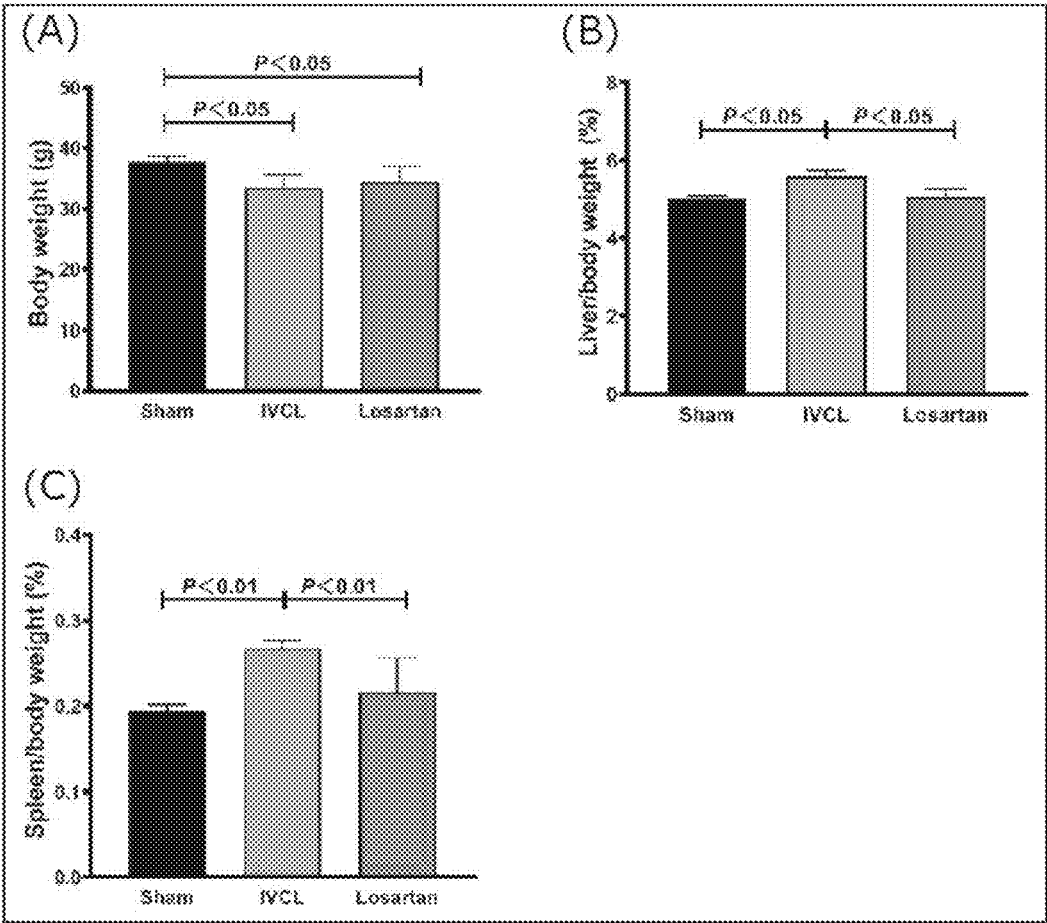 (A)
P<0.05
P<0.05
Body weight (g)
50
40
30
20
10
0
Sham IVCL Losartan
(B)
P<0.05 P<0.05
Liver/body weight (%)
8
6
4
2
0
Sham IVCL Losartan
(C)
P<0.01 P<0.01
Spleen/body weight (%)
0.4
0.3
0.2
0.1
0.0
Sham IVCL Losartan